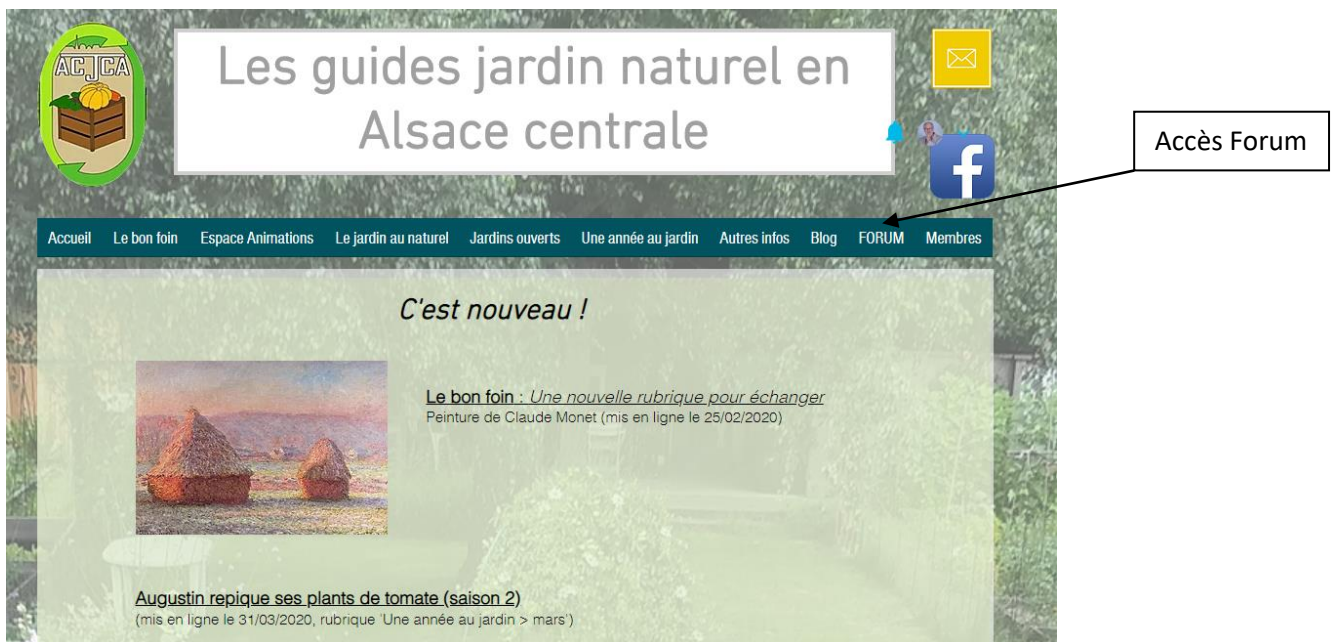 ACJCA
Les guides jardin naturel en
Alsace centrale
f
Accès Forum
Accueil Le bon foin Espace Animations Le jardin au naturel Jardins ouverts Une année au jardin Autres infos Blog FORUM Membres
C'est nouveau !
Le bon foin : Une nouvelle rubrique pour échanger
Peinture de Claude Monet (mis en ligne le 25/02/2020)
Augustin repique ses plants de tomate (saison 2)
(mis en ligne le 31/03/2020, rubrique 'Une année au jardin > mars')